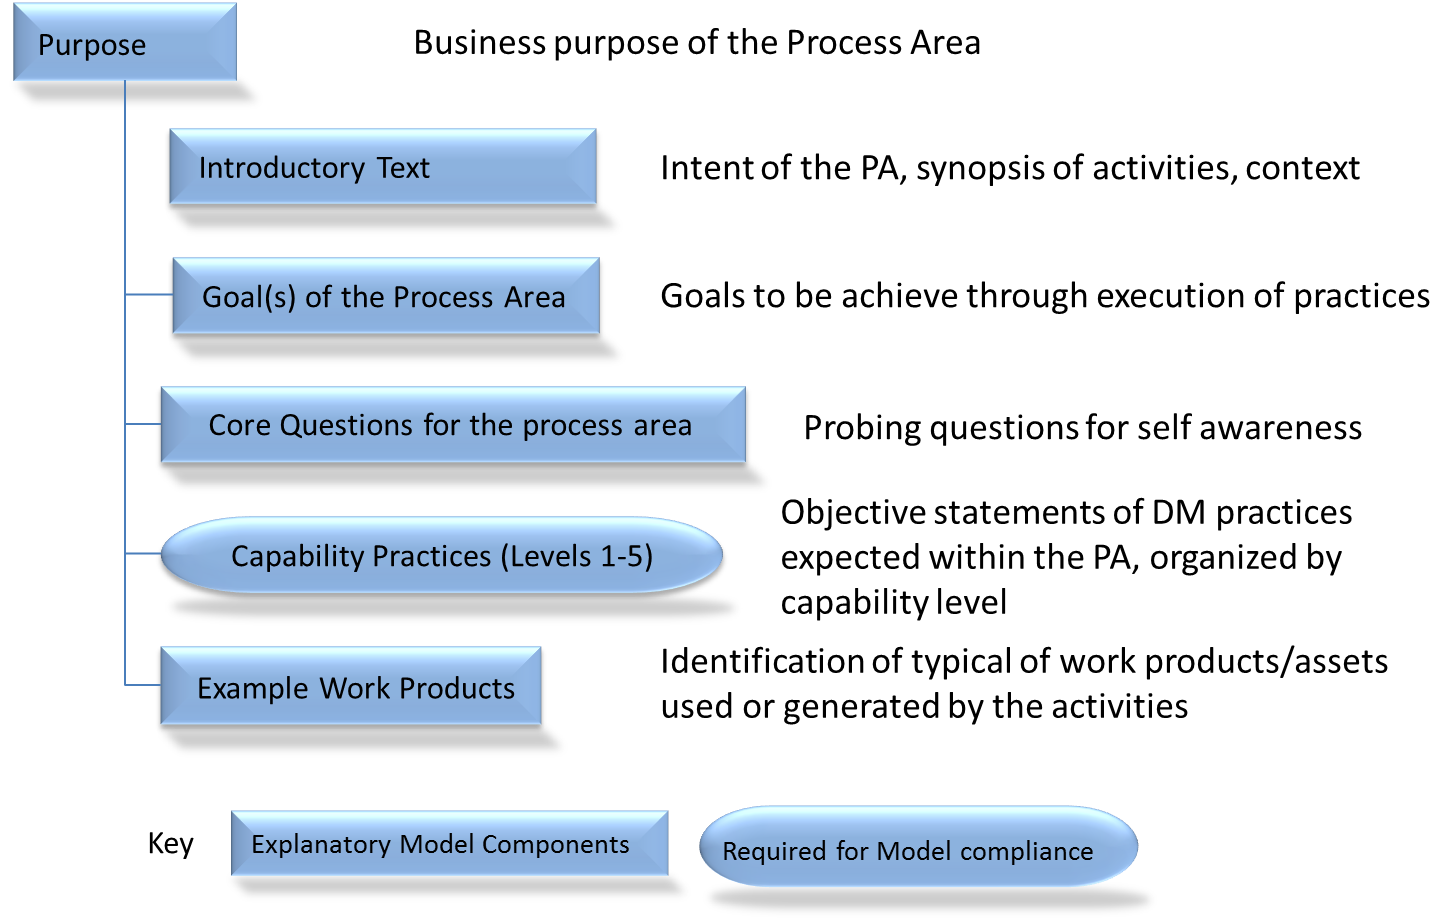 Purpose
Business purpose of the Process Area
Introductory Text
Intent of the PA, synopsis of activities, context
Goal(s) of the Process Area
Goals to be achieve through execution of practices
Core Questions for the process area
Probing questions for self awareness
Capability Practices (Levels 1-5)
Objective statements of DM practices
expected within the PA, organized by
capability level
Example Work Products
Identification of typical of work products/assets
used or generated by the activities
Key
Explanatory Model Components
Required for Model compliance